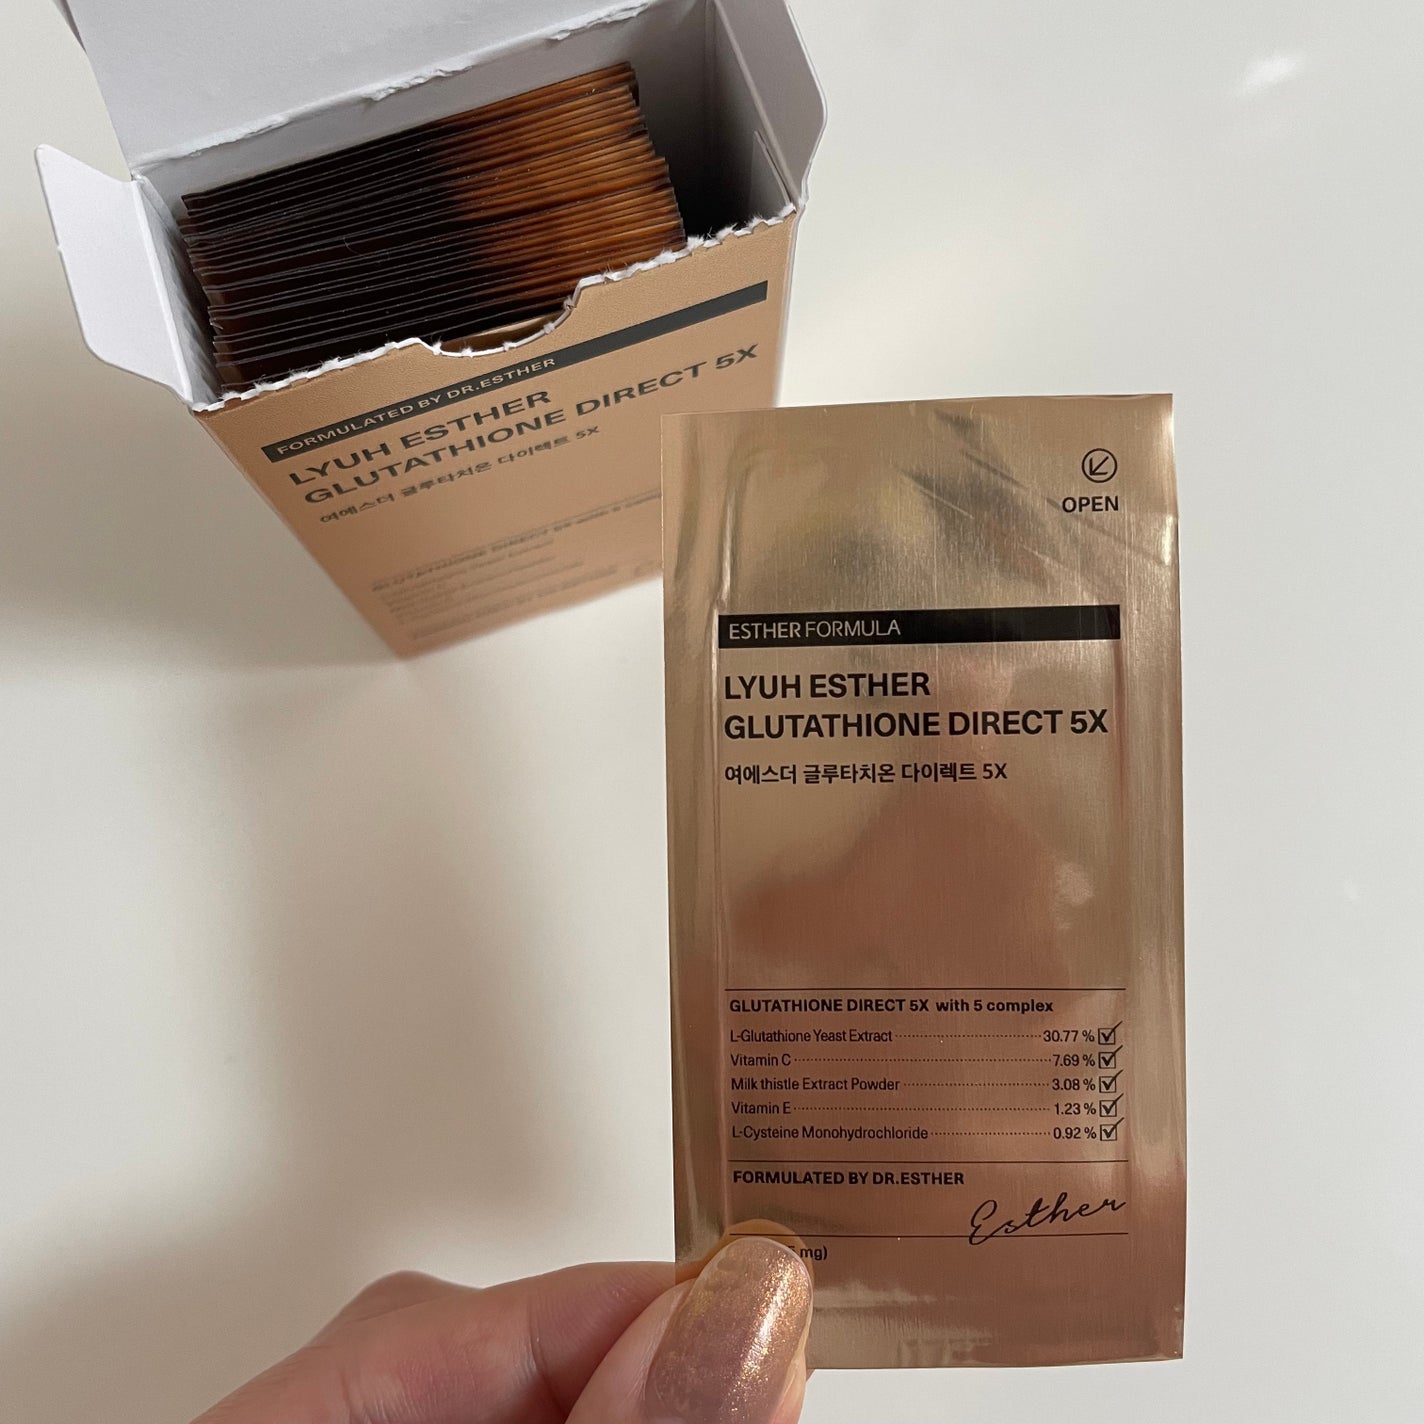 FORMULATED BY DR.ESTHER
LYUH ESTHER
GLUTATHIONE DIRECT 5X
여에스더 글루타치온 다이렉트 5X
OPEN
ESTHER FORMULA
LYUH ESTHER
GLUTATHIONE DIRECT 5X
여에스더 글루타치온 다이렉트 5X
GLUTATHIONE DIRECT 5X with 5 complex
L-Glutathione Yeast Extract 30.77 %
Vitamin C 7.69 %
Milk thistle Extract Powder 3.08 %
Vitamin E 1.23 %
L-Cysteine Monohydrochloride 0.92 %
FORMULATED BY DR.ESTHER
Esther
mg)